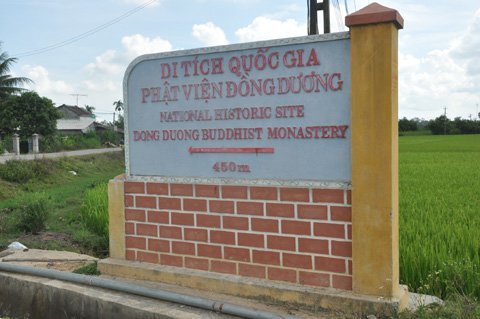 DI TÍCH QUỐC GIA
PHẬT VIỆN ĐỒNG DƯƠNG
NATIONAL HISTORIC SITE
DONG DUONG BUDDHIST MONASTERY
450m